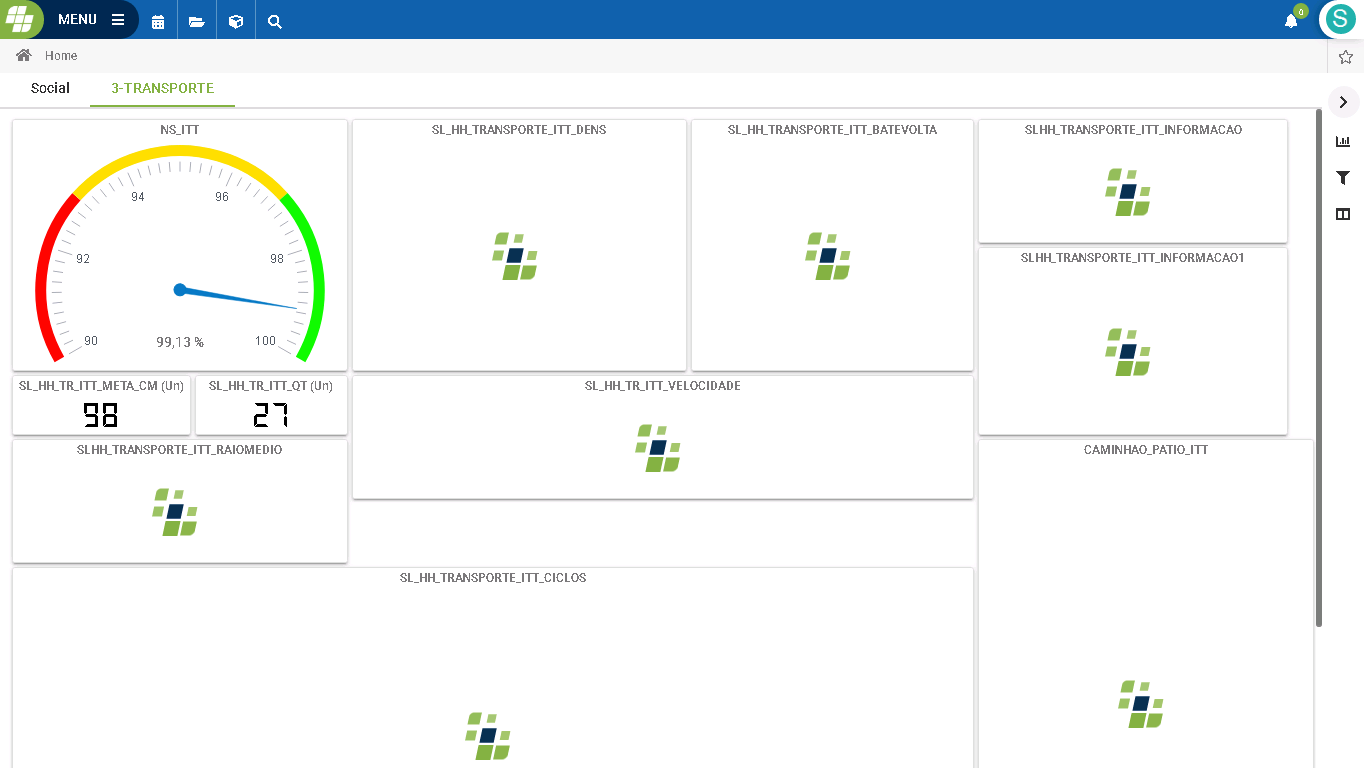 MENU
0
S
Home
Social
3-TRANSPORTE
NS_ITT
90
92
94
96
98
100
99,13 %
SL_HH_TRANSPORTE_ITT_DENS
SL_HH_TRANSPORTE_ITT_BATEVOLTA
SLHH_TRANSPORTE_ITT_INFORMACAO
SLHH_TRANSPORTE_ITT_INFORMACAO1
SL_HH_TR_ITT_META_CM (Un)
98
SL_HH_TR_ITT_QT (Un)
27
SL_HH_TR_ITT_VELOCIDADE
SLHH_TRANSPORTE_ITT_RAIOMEDIO
CAMINHAO_PATIO_ITT
SL_HH_TRANSPORTE_ITT_CICLOS